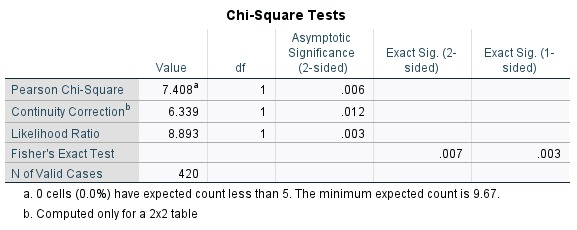 Chi-Square Tests
Value df Asymptotic Significance (2-sided) Exact Sig. (2-sided) Exact Sig. (1-sided)
Pearson Chi-Square 7.408a 1 .006
Continuity Correctionb 6.339 1 .012
Likelihood Ratio 8.893 1 .003
Fisher's Exact Test .007 .003
N of Valid Cases 420
a. 0 cells (0.0%) have expected count less than 5. The minimum expected count is 9.67.
b. Computed only for a 2x2 table